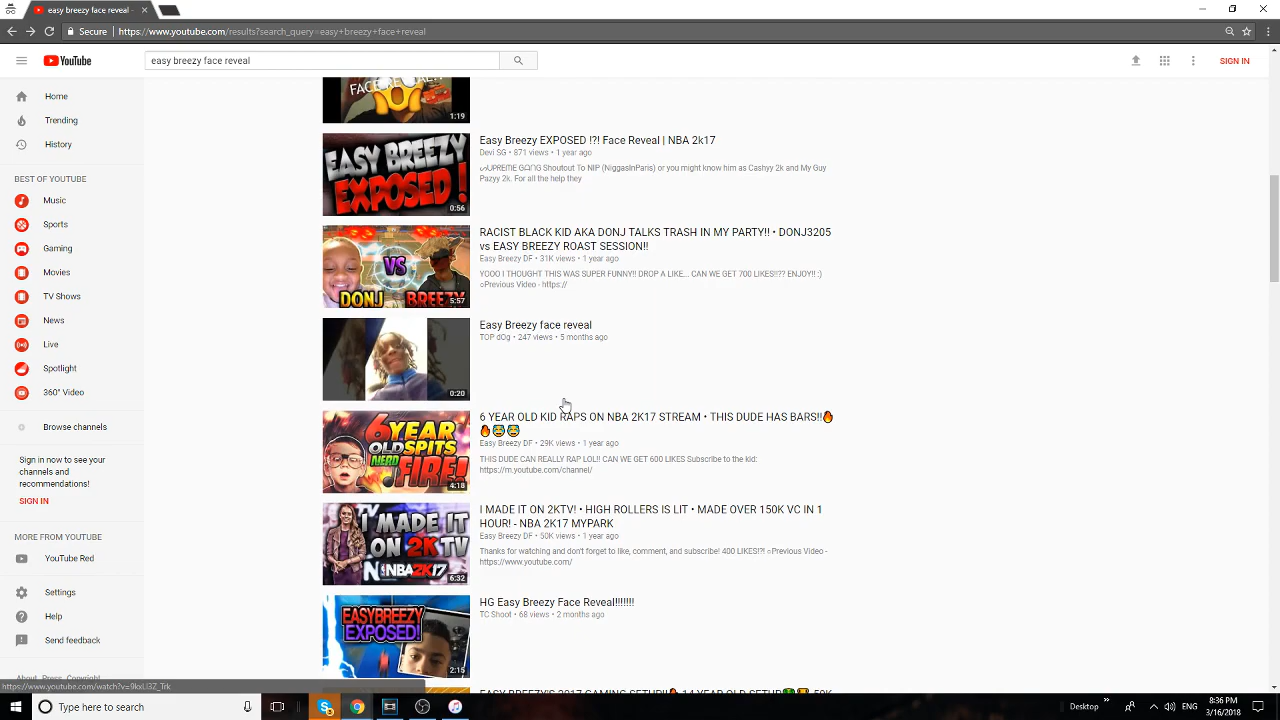 easy breezy face reveal -
Secure
https://www.youtube.com/results?search_query=easy+breezy+face+reveal
YouTube
easy breezy face reveal
SIGN IN
Home
Trending
History
BEST OF YOUTUBE
Music
Sports
Gaming
Movies
TV Shows
News
Live
Spotlight
360° Video
Browse channels
Sign in now to see your
channels and
recommendations!
SIGN IN
MORE FROM YOUTUBE
YouTube Red
Settings
Help
Send feedback
About Press Copyright
FACE REVEAL
1:19
EASY BREEZY
EXPOSED!
0:56
Easy Breezy EXPOSED !?! Face Reveal | NBA 2k17
Devi SG • 871 views • 1 year ago
ᔕUPREME GᗩᑎG Shoutout To NIP (NiggasInParis) or you might know him as Cashyy 2k and My Guy
Pazyy 2k. For all the help they
VS
DONJ BREEZY
5:57
RACIST BLACK KID AKA DONJ TALKS TRASH IN MY PARTY!! • DONJ3205
vs EASY BREEZY ROAST SESSION!!
Easy Breezy DF • 31K views • 1 year ago
YOOO I THOUGHT THIS WAS SUPER FUNNY!! DROP A LIKE... CAN WE GET 700 LIKES!!?? ENJOY!! :)
○Previous Video - https://
0:20
Easy Breezy face reveal
TOP dOg • 247 views • 5 months ago
6 YEAR
OLD SPITS
NERD FIRE!
4:18
6 YEAR OLD KID RAPS ON NBA 2K17 STREAM • THIS DUDE HAS BARS!!🔥
🔥😂😂
Easy Breezy DF • 29K views • 1 year ago
THIS DUDE CAN REALLY RAP LOL!! CAN WE GET 600 LIKES Subscribe to the kid:
https://m.youtube.com/channel/
TV
I MADE IT
ON 2KTV
NBA2K17
6:32
I MADE IT ON 2KTV! • HIGH ROLLERS IS LIT • MADE OVER 150K VC IN 1
HOUR! - NBA 2K17 MYPARK
Easy Breezy DF • 50K views • 1 year ago
Thanks for watching and don't forget to like, comment, and subscribe! 400 LIKES!?! ○Previous Video -
https://www.youtube.com/
EASYBREEZY
EXPOSED!
2:15
HG Easy Breezy Face Reveal!!!!!!!
TC Shoot • 68 views • 2 months ago
EASY BREEZY'S 2017 GAMING SETUP!!🔥 14 YEAR OLD SETUP
50K
Type here to search
Desktop
ENG
8:36 PM
3/16/2018